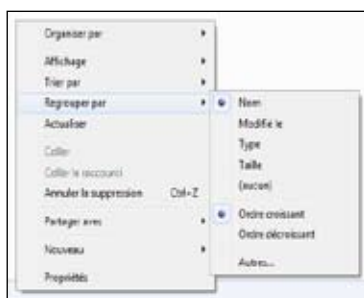 Organiser par
Affichage
Trier par
Regrouper par
Actualiser
Coller
Coller le raccourci
Annuler la suppression Ctrl+Z
Partager avec
Nouveau
Propriétés
Nom
Modifié le
Type
Taille
(aucun)
Ordre croissant
Ordre décroissant
Autres...